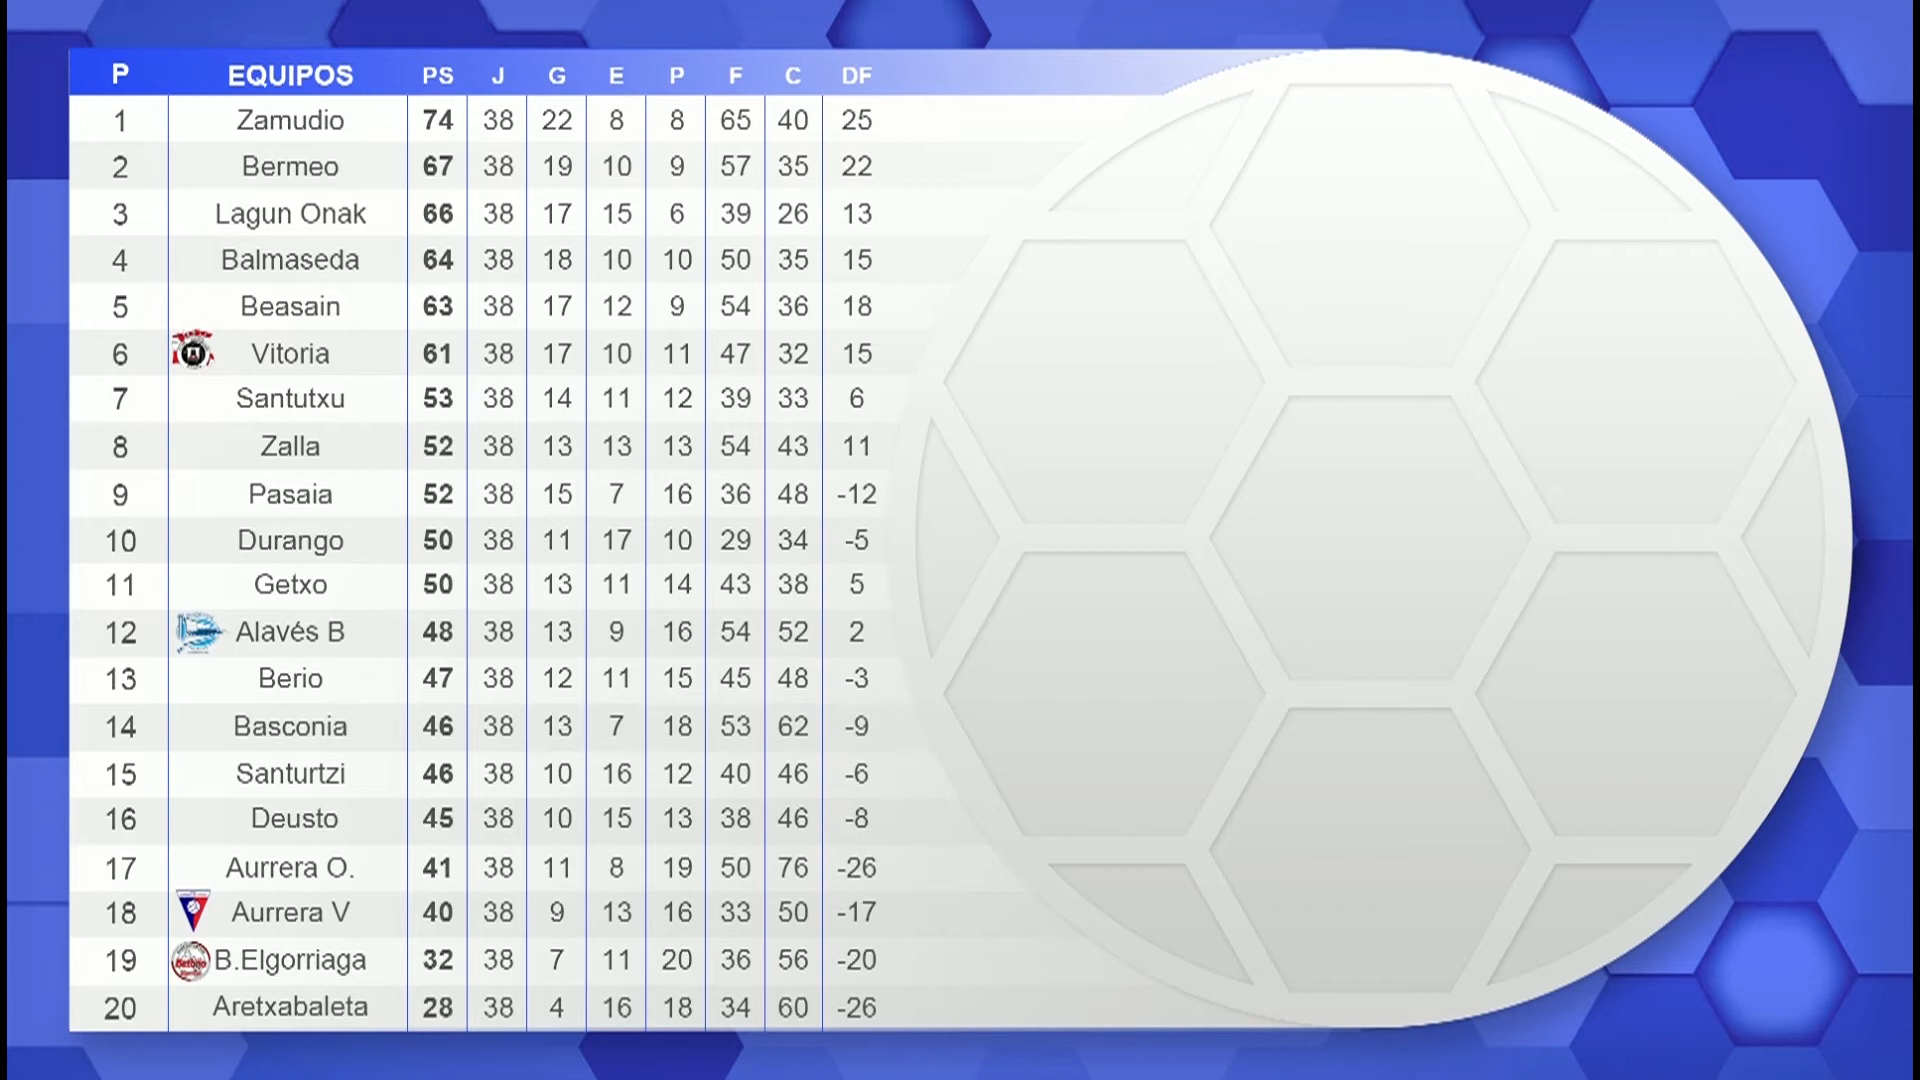 P EQUIPOS PS J G E P F C DF
1 Zamudio 74 38 22 8 8 65 40 25
2 Bermeo 67 38 19 10 9 57 35 22
3 Lagun Onak 66 38 17 15 6 39 26 13
4 Balmaseda 64 38 18 10 10 50 35 15
5 Beasain 63 38 17 12 9 54 36 18
6 Vitoria 61 38 17 10 11 47 32 15
7 Santutxu 53 38 14 11 12 39 33 6
8 Zalla 52 38 13 13 13 54 43 11
9 Pasaia 52 38 15 7 16 36 48 -12
10 Durango 50 38 11 17 10 29 34 -5
11 Getxo 50 38 13 11 14 43 38 5
12 Alavés B 48 38 13 9 16 54 52 2
13 Berio 47 38 12 11 15 45 48 -3
14 Basconia 46 38 13 7 18 53 62 -9
15 Santurtzi 46 38 10 16 12 40 46 -6
16 Deusto 45 38 10 15 13 38 46 -8
17 Aurrera O. 41 38 11 8 19 50 76 -26
18 Aurrera V 40 38 9 13 16 33 50 -17
19 B.Elgorriaga 32 38 7 11 20 36 56 -20
20 Aretxabaleta 28 38 4 16 18 34 60 -26